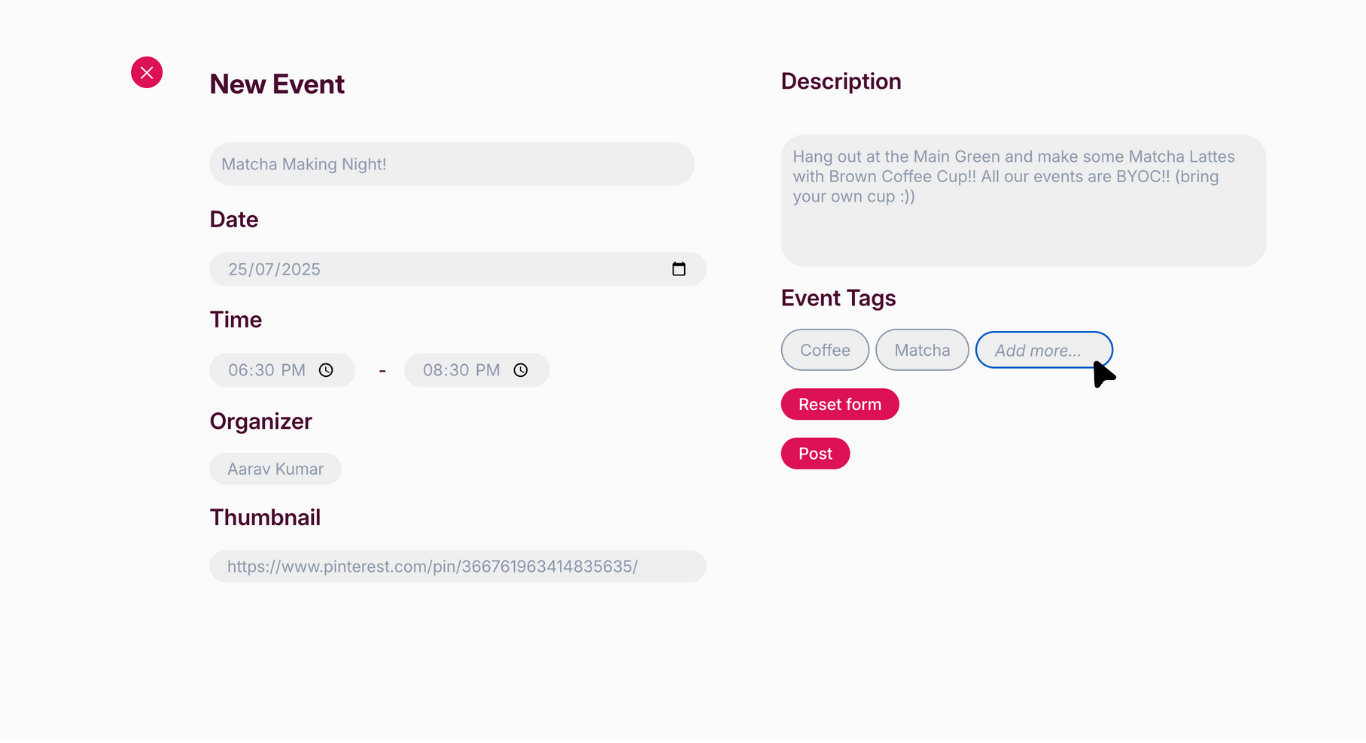 New Event
Matcha Making Night!
Date
25/07/2025
Time
06:30 PM - 08:30 PM
Organizer
Aarav Kumar
Thumbnail
https://www.pinterest.com/pin/366761963414835635/
Description
Hang out at the Main Green and make some Matcha Lattes
with Brown Coffee Cup!! All our events are BYOC!! (bring
your own cup :))
Event Tags
Coffee Matcha Add more...
Reset form
Post